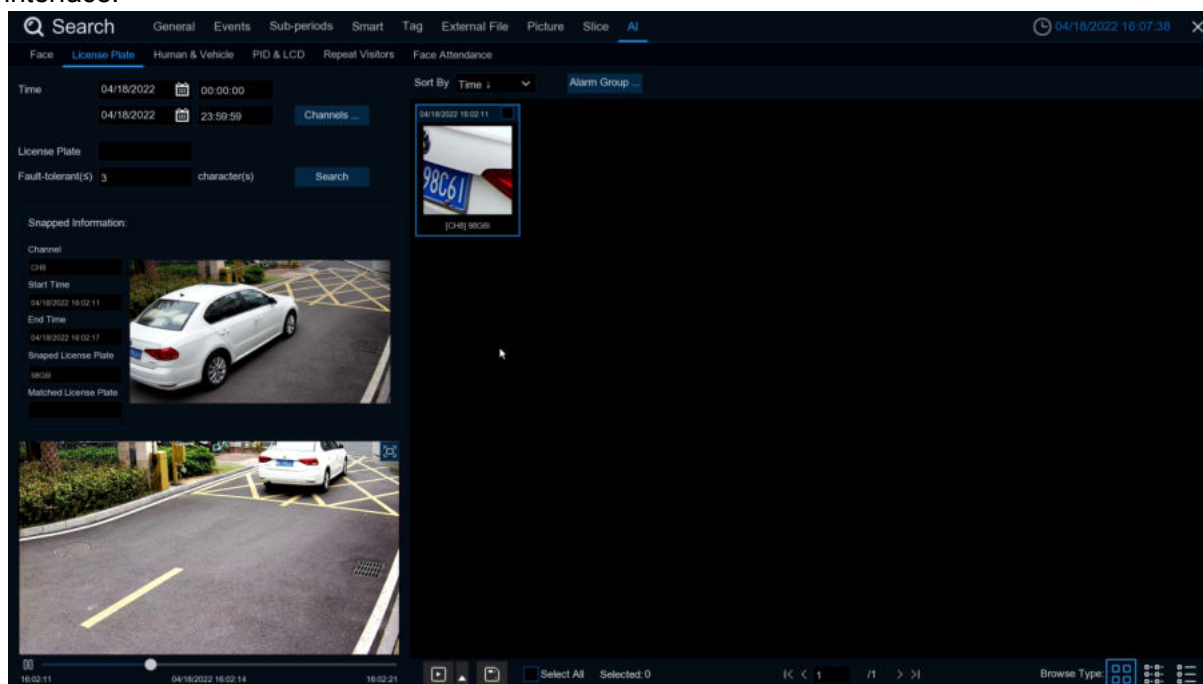 interface.
Search General Events Sub-periods Smart Tag External File Picture Slice AI 04/18/2022 16:07:38
Face License Plate Human & Vehicle PID & LCD Repeat Visitors Face Attendance
Time 04/18/2022 00:00:00
04/18/2022 23:59:59 Channels ...
License Plate
Fault-tolerant(≤) 3 character(s) Search
Sort By Time ↓ Alarm Group ...
04/18/2022 16:02:11
98C6I
[CH8] 98G6I
Snapped Information:
Channel
CH8
Start Time
04/18/2022 16:02:11
End Time
04/18/2022 16:02:17
Snaped License Plate
98G6I
Matched License Plate
16:02:11 04/18/2022 16:02:14 16:02:21
Select All Selected: 0 1 /1 Browse Type: